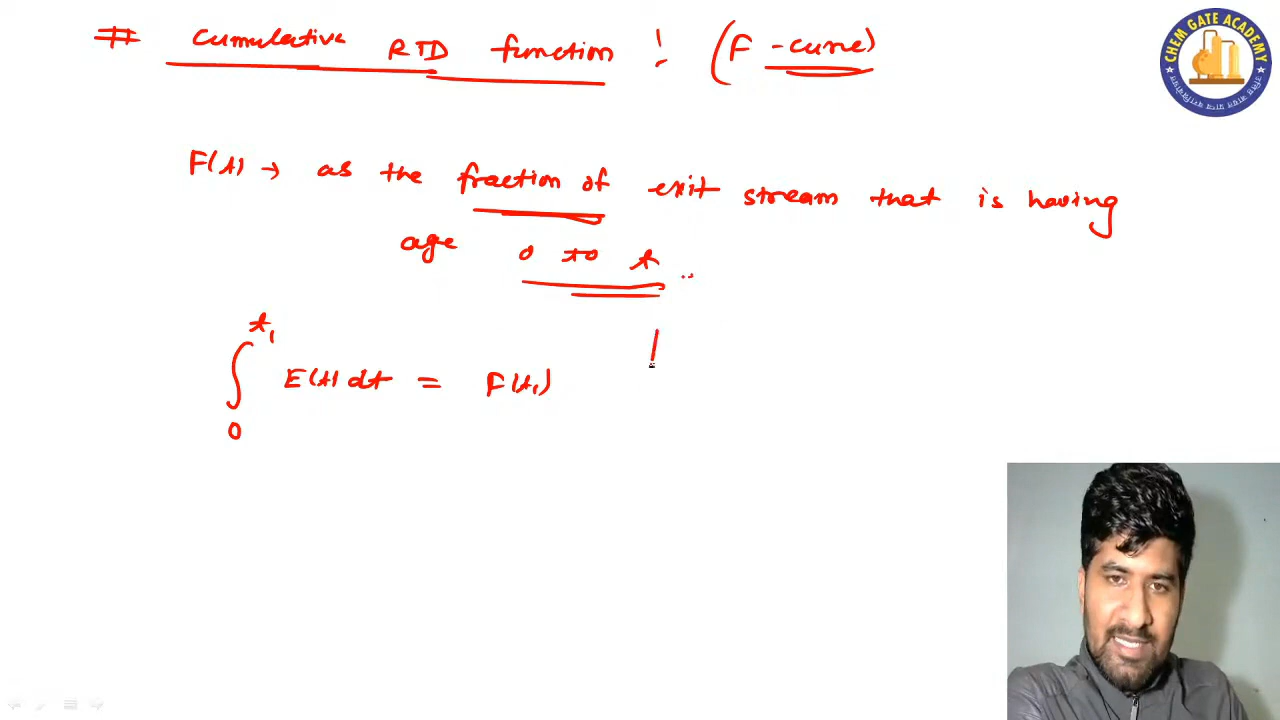 # Cumulative RTD function : (F-curve)
CHEM GATE ACADEMY
F(t) → as the fraction of exit stream that is having
age 0 to t ..
∫₀^t₁ E(t) dt = F(t₁)